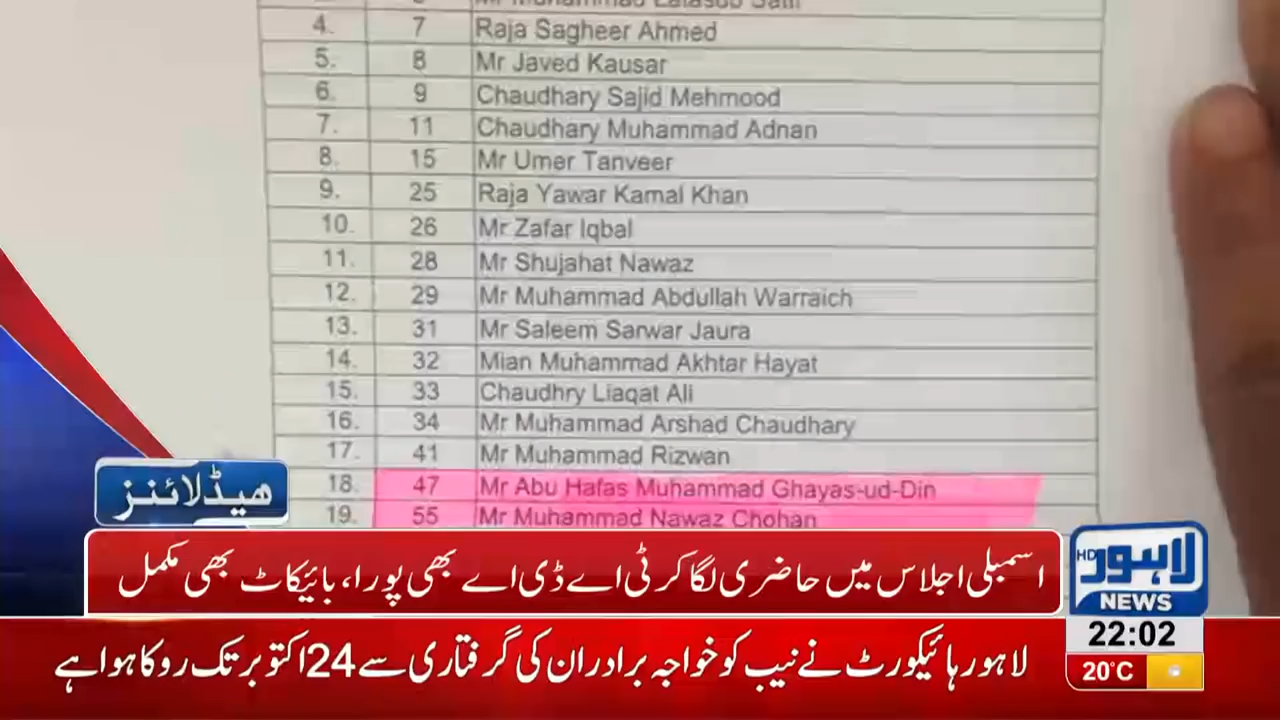 4. 7 Raja Sagheer Ahmed
5. 8 Mr Javed Kausar
6. 9 Chaudhary Sajid Mehmood
7. 11 Chaudhary Muhammad Adnan
8. 15 Mr Umer Tanveer
9. 25 Raja Yawar Kamal Khan
10. 26 Mr Zafar Iqbal
11. 28 Mr Shujahat Nawaz
12. 29 Mr Muhammad Abdullah Warraich
13. 31 Mr Saleem Sarwar Jaura
14. 32 Mian Muhammad Akhtar Hayat
15. 33 Chaudhry Liaqat Ali
16. 34 Mr Muhammad Arshad Chaudhary
17. 41 Mr Muhammad Rizwan
18. 47 Mr Abu Hafas Muhammad Ghayas-ud-Din
19. 55 Mr Muhammad Nawaz Chohan
ھیڈلائنز
اسمبلی اجلاس میں حاضری لگا کر ٹی اے ڈی اے بھی پورا، بائیکاٹ بھی مکمل
لاہور HD
NEWS
22:02
20°C
لاہور ہائیکورٹ نے نیب کو خواجہ برادران کی گرفتاری سے 24 اکتوبر تک روکا ہوا ہے